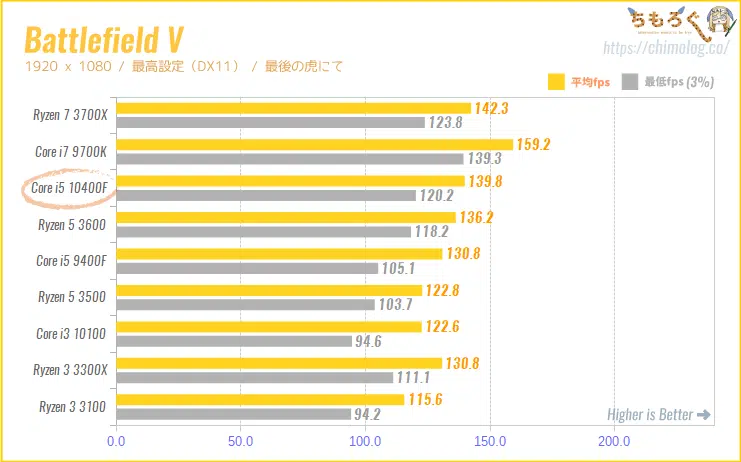 Battlefield V
ちもろぐ
https://chimolog.co/
1920 x 1080 / 最高設定（DX11） / 最後の虎にて
平均fps 最低fps (3%)
Ryzen 7 3700X 142.3
123.8
Core i7 9700K 159.2
139.3
Core i5 10400F 139.8
120.2
Ryzen 5 3600 136.2
118.2
Core i5 9400F 130.8
105.1
Ryzen 5 3500 122.8
103.7
Core i3 10100 122.6
94.6
Ryzen 3 3300X 130.8
111.1
Ryzen 3 3100 115.6
94.2
Higher is Better
0.0 50.0 100.0 150.0 200.0